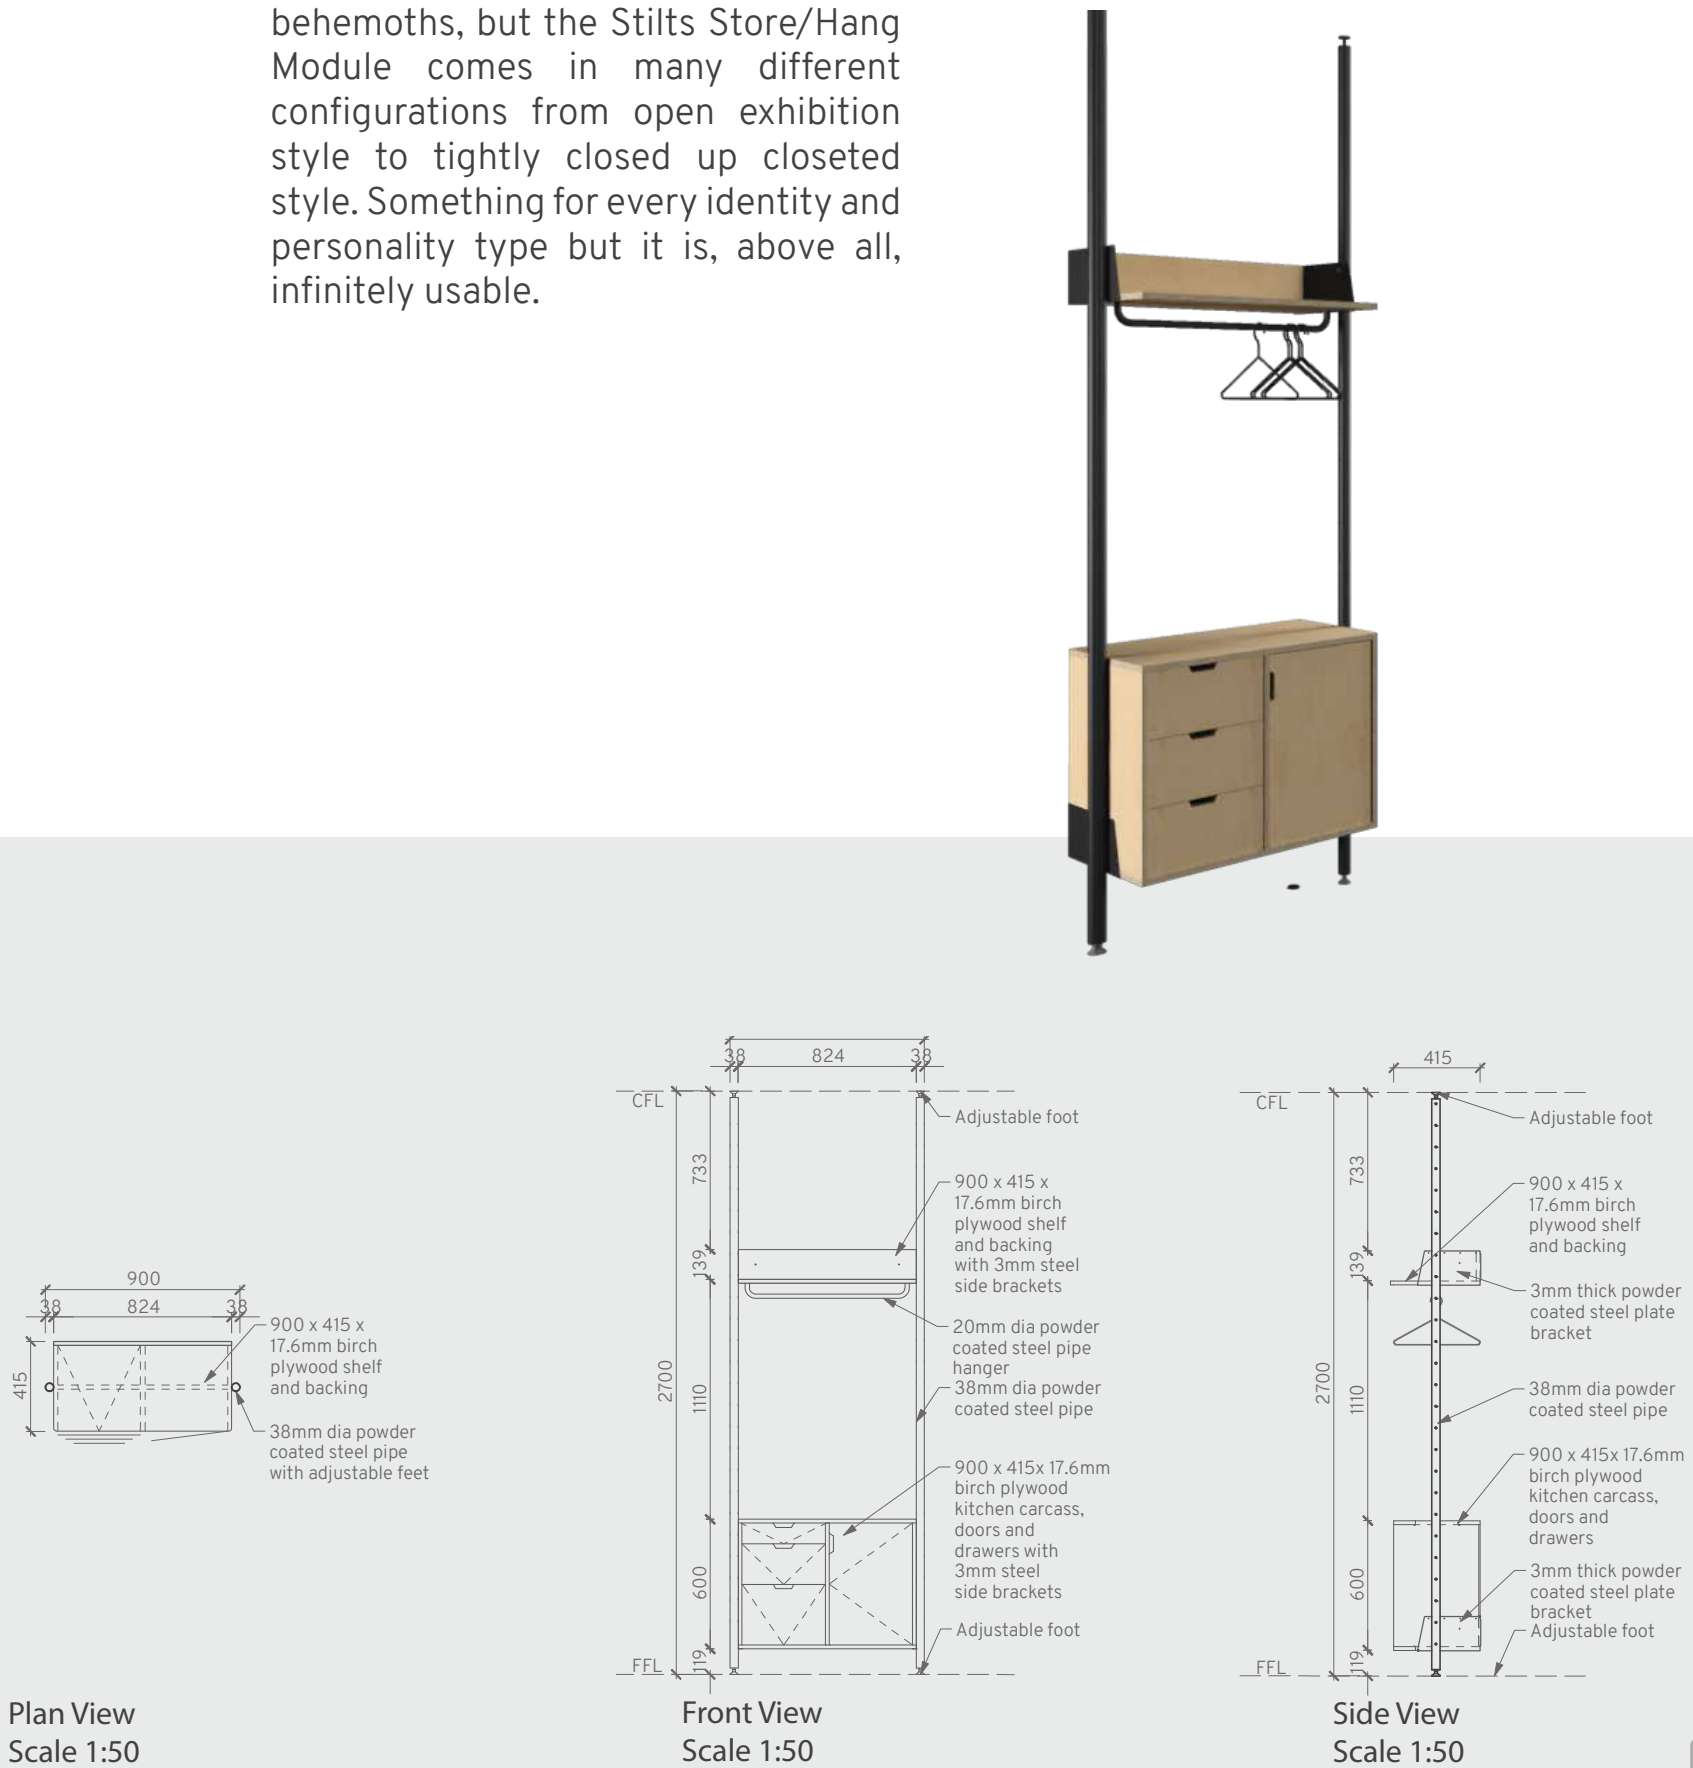 behemoths, but the Stilts Store/Hang
Module comes in many different
configurations from open exhibition
style to tightly closed up closeted
style. Something for every identity and
personality type but it is, above all,
infinitely usable.
900
38
824
38
415
900 x 415 x
17.6mm birch
plywood shelf
and backing
38mm dia powder
coated steel pipe
with adjustable feet
Plan View
Scale 1:50
38
824
38
CFL
733
139
2700
1110
600
119
FFL
Adjustable foot
900 x 415 x
17.6mm birch
plywood shelf
and backing
with 3mm steel
side brackets
20mm dia powder
coated steel pipe
hanger
38mm dia powder
coated steel pipe
900 x 415x 17.6mm
birch plywood
kitchen carcass,
doors and
drawers with
3mm steel
side brackets
Adjustable foot
Front View
Scale 1:50
415
CFL
733
139
2700
1110
600
119
FFL
Adjustable foot
900 x 415 x
17.6mm birch
plywood shelf
and backing
3mm thick powder
coated steel plate
bracket
38mm dia powder
coated steel pipe
900 x 415x 17.6mm
birch plywood
kitchen carcass,
doors and
drawers
3mm thick powder
coated steel plate
bracket
Adjustable foot
Side View
Scale 1:50